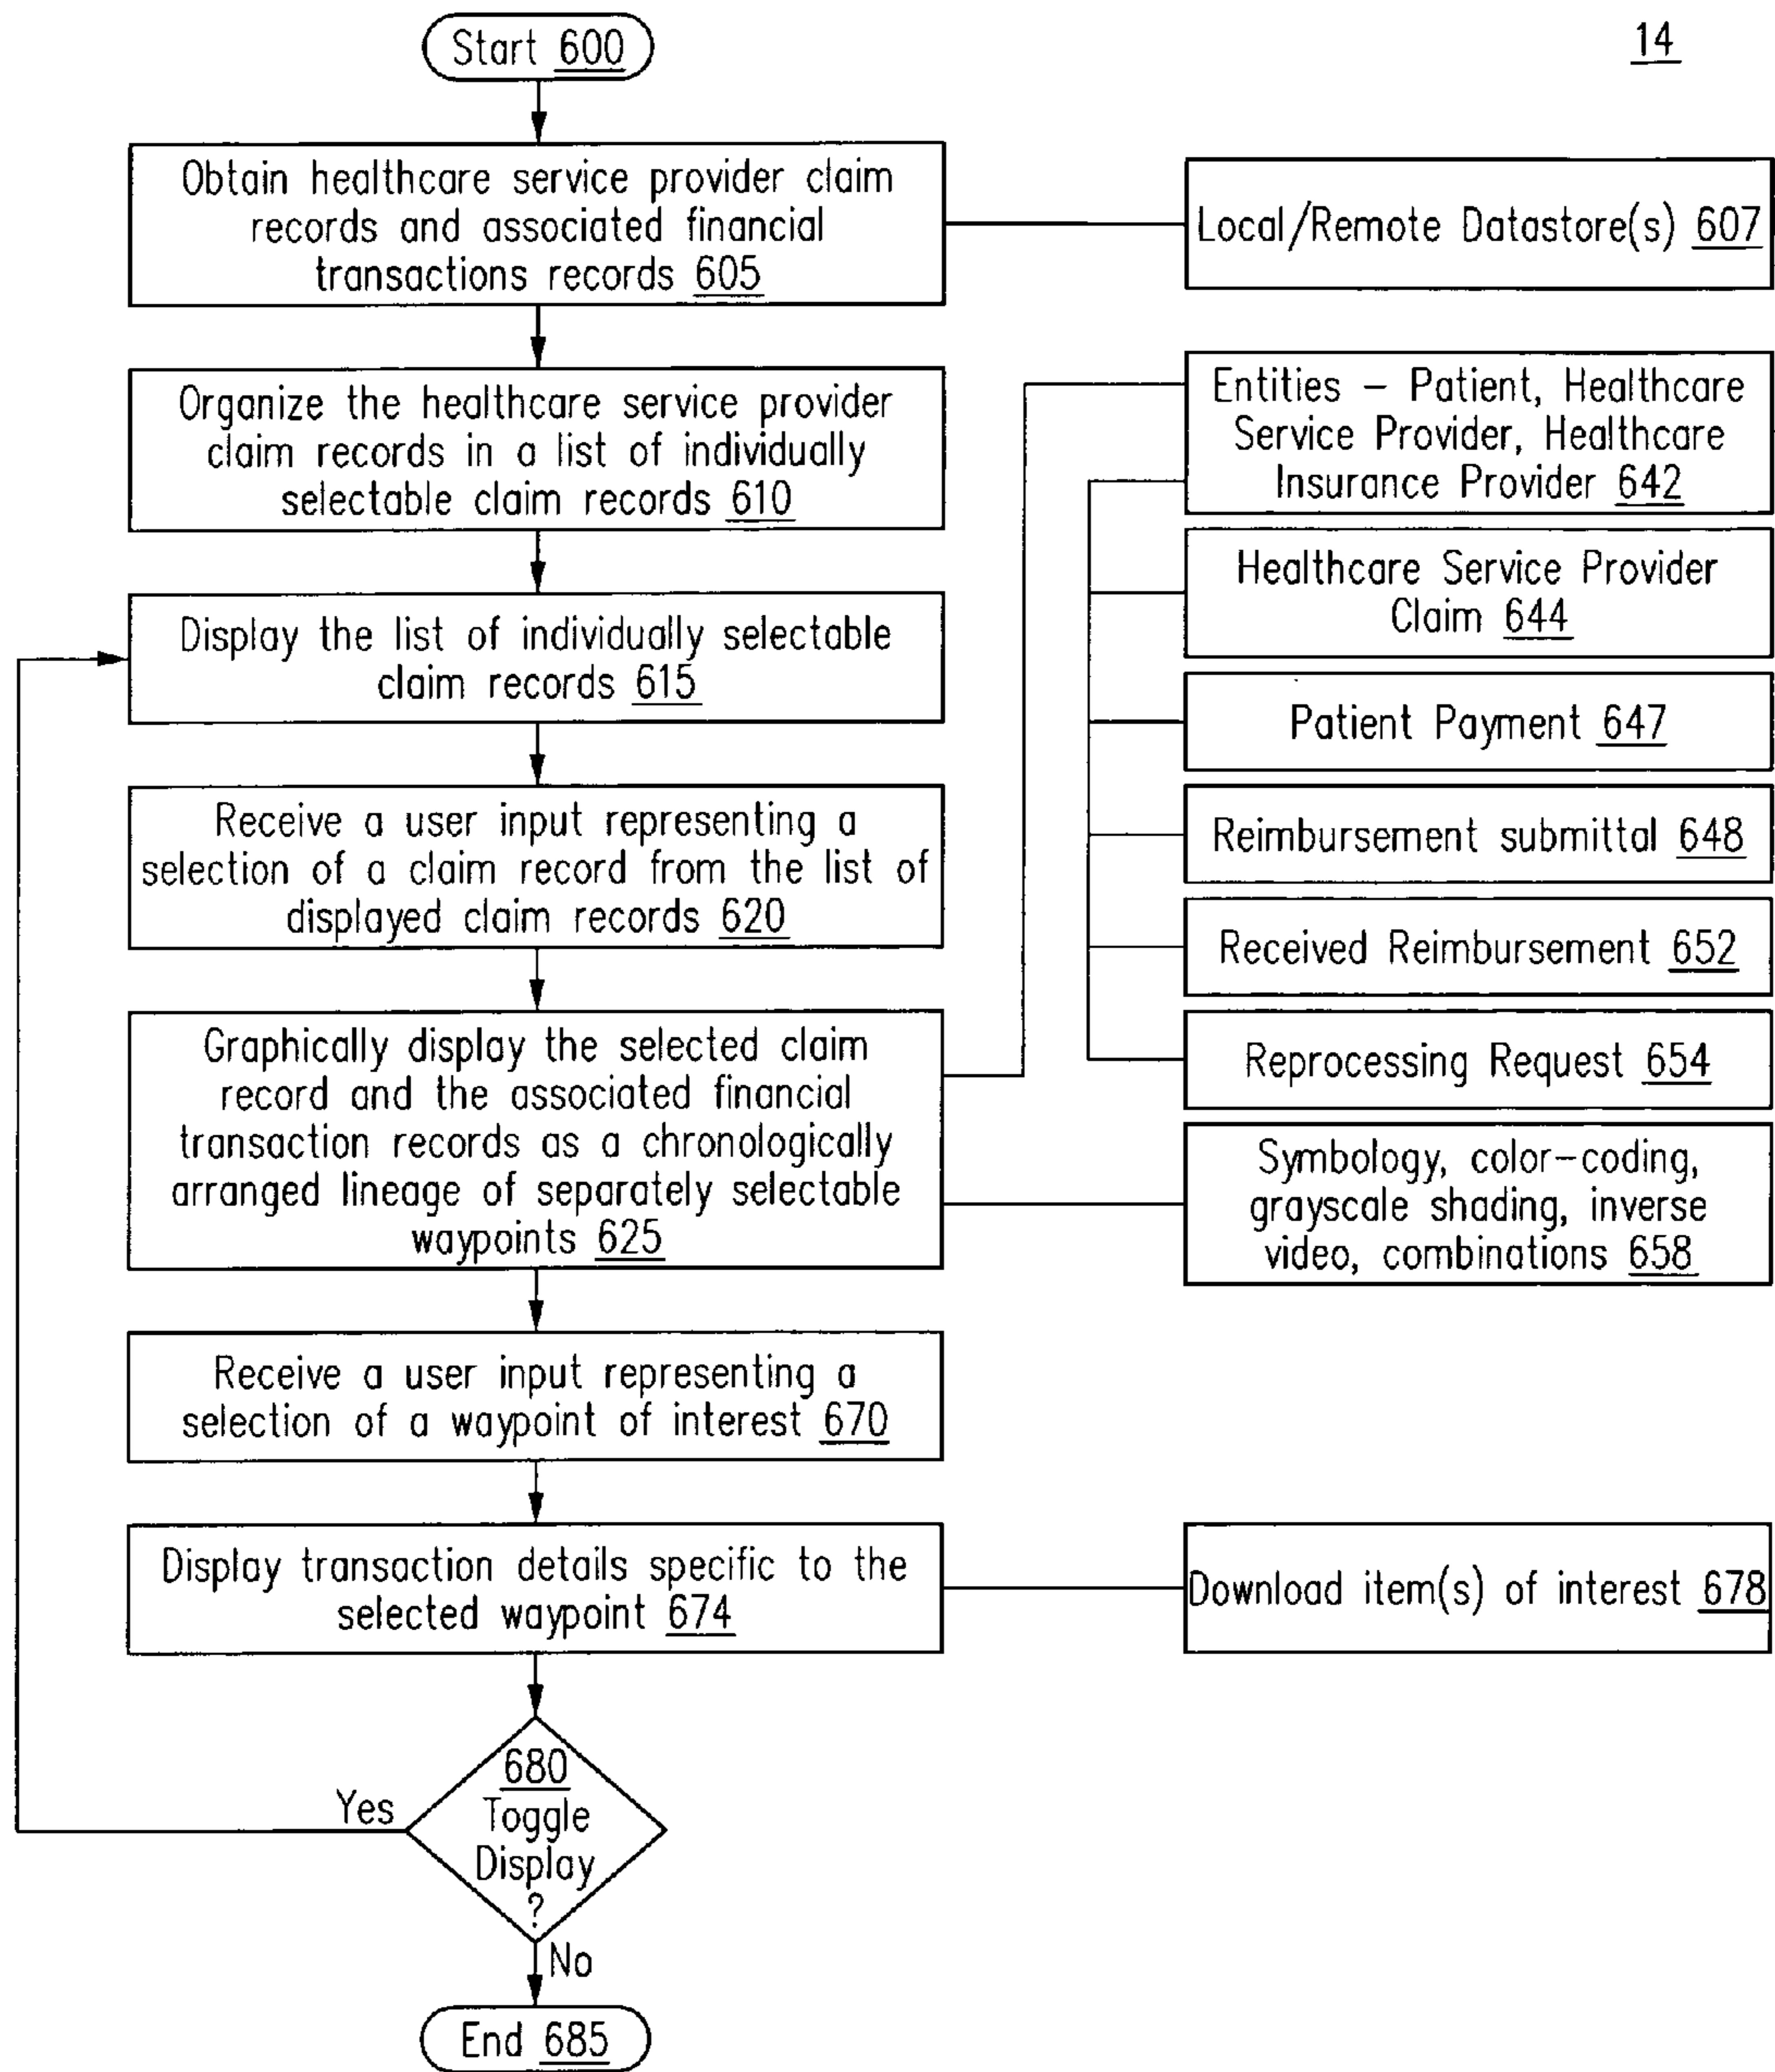 14
Start 600
Obtain healthcare service provider claim
records and associated financial
transactions records 605
Local/Remote Datastore(s) 607
Organize the healthcare service provider
claim records in a list of individually
selectable claim records 610
Display the list of individually selectable
claim records 615
Receive a user input representing a
selection of a claim record from the list of
displayed claim records 620
Graphically display the selected claim
record and the associated financial
transaction records as a chronologically
arranged lineage of separately selectable
waypoints 625
Entities – Patient, Healthcare
Service Provider, Healthcare
Insurance Provider 642
Healthcare Service Provider
Claim 644
Patient Payment 647
Reimbursement submittal 648
Received Reimbursement 652
Reprocessing Request 654
Symbology, color-coding,
grayscale shading, inverse
video, combinations 658
Receive a user input representing a
selection of a waypoint of interest 670
Display transaction details specific to the
selected waypoint 674
Download item(s) of interest 678
680
Toggle
Display
?
Yes
No
End 685